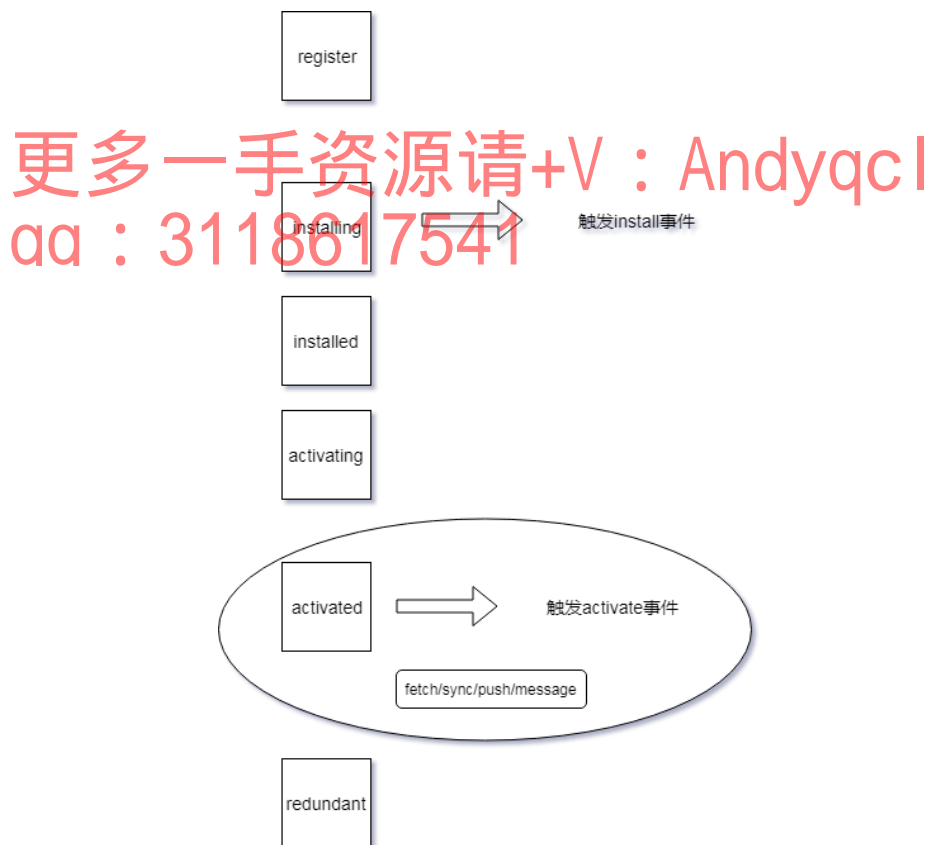 register
更多一手资源请+V：Andyqcl
installing
触发install事件
qq：3118617541
installed
activating
activated
触发activate事件
fetch/sync/push/message
redundant